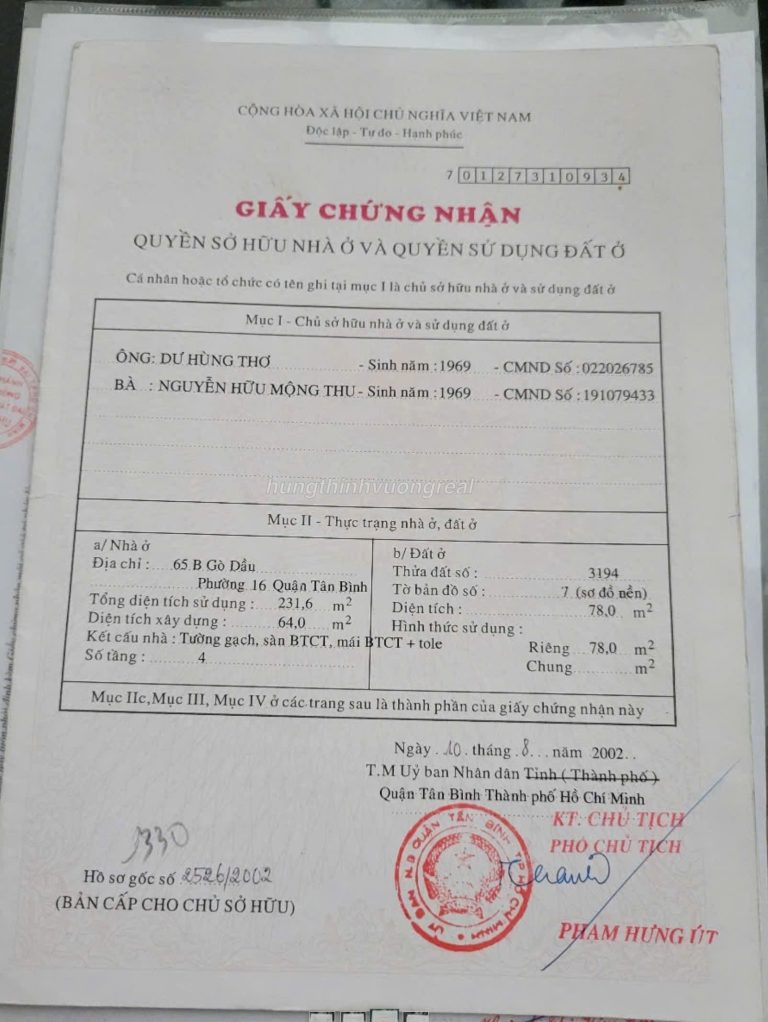 CỘNG HÒA XÃ HỘI CHỦ NGHĨA VIỆT NAM
Độc lập - Tự do - Hạnh phúc
7 0127310934
GIẤY CHỨNG NHẬN
QUYỀN SỞ HỮU NHÀ Ở VÀ QUYỀN SỬ DỤNG ĐẤT Ở
Cá nhân hoặc tổ chức có tên ghi tại mục I là chủ sở hữu nhà ở và sử dụng đất ở
Mục I - Chủ sở hữu nhà ở và sử dụng đất ở
ÔNG: DƯ HÙNG THƠ - Sinh năm : 1969 - CMND Số : 022026785
BÀ : NGUYỄN HỮU MỘNG THU - Sinh năm : 1969 - CMND Số : 191079433
hungthinhvuongreal
Mục II - Thực trạng nhà ở, đất ở
a/ Nhà ở
Địa chỉ : 65 B Gò Dầu
Phường 16 Quận Tân Bình
Tổng diện tích sử dụng : 231,6 m2
Diện tích xây dựng : 64,0 m2
Kết cấu nhà : Tường gạch, sàn BTCT, mái BTCT + tole
Số tầng : 4
b/ Đất ở
Thửa đất số : 3194
Tờ bản đồ số : 7 (sơ đồ nền)
Diện tích : 78,0 m2
Hình thức sử dụng :
Riêng 78,0 m2
Chung m2
Mục IIc, Mục III, Mục IV ở các trang sau là thành phần của giấy chứng nhận này
Ngày 10 tháng 8 năm 2002
T.M Uỷ ban Nhân dân Tỉnh ( Thành phố )
Quận Tân Bình Thành phố Hồ Chí Minh
KT. CHỦ TỊCH
PHÓ CHỦ TỊCH
ỦY BAN N.D QUẬN TÂN BÌNH T.P HỒ CHÍ MINH
PHẠM HƯNG ÚT
330
Hồ sơ gốc số 2526/2002
(BẢN CẤP CHO CHỦ SỞ HỮU)